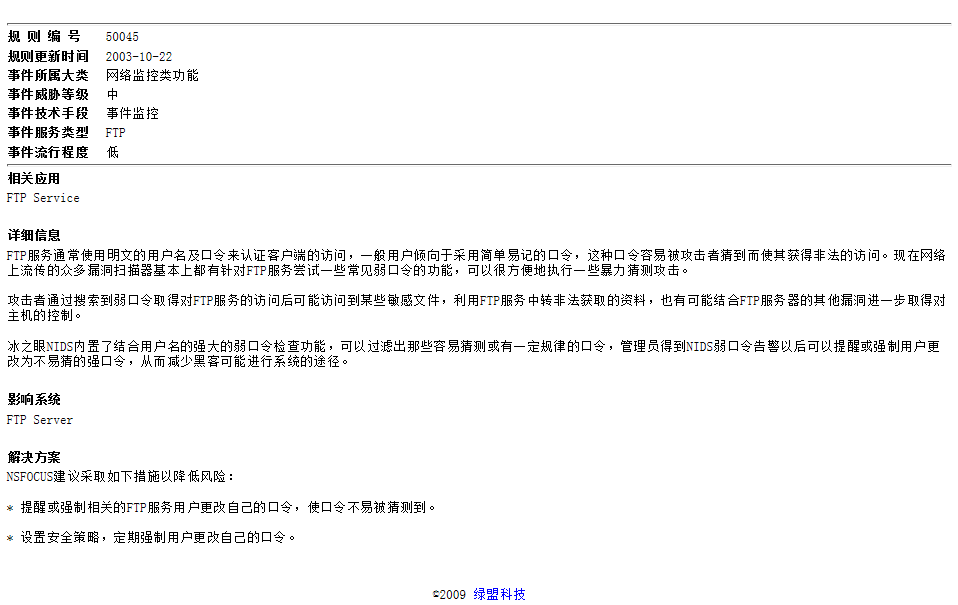 规 则 编 号 50045
规则更新时间 2003-10-22
事件所属大类 网络监控类功能
事件威胁等级 中
事件技术手段 事件监控
事件服务类型 FTP
事件流行程度 低
相关应用
FTP Service
详细信息
FTP服务通常使用明文的用户名及口令来认证客户端的访问，一般用户倾向于采用简单易记的口令，这种口令容易被攻击者猜到而使其获得非法的访问。现在网络
上流传的众多漏洞扫描器基本上都有针对FTP服务尝试一些常见弱口令的功能，可以很方便地执行一些暴力猜测攻击。
攻击者通过搜索到弱口令取得对FTP服务的访问后可能访问到某些敏感文件，利用FTP服务中转非法获取的资料，也有可能结合FTP服务器的其他漏洞进一步取得对
主机的控制。
冰之眼NIDS内置了结合用户名的强大的弱口令检查功能，可以过滤出那些容易猜测或有一定规律的口令，管理员得到NIDS弱口令告警以后可以提醒或强制用户更
改为不易猜的强口令，从而减少黑客可能进行系统的途径。
影响系统
FTP Server
解决方案
NSFOCUS建议采取如下措施以降低风险：
* 提醒或强制相关的FTP服务用户更改自己的口令，使口令不易被猜测到。
* 设置安全策略，定期强制用户更改自己的口令。
©2009 绿盟科技